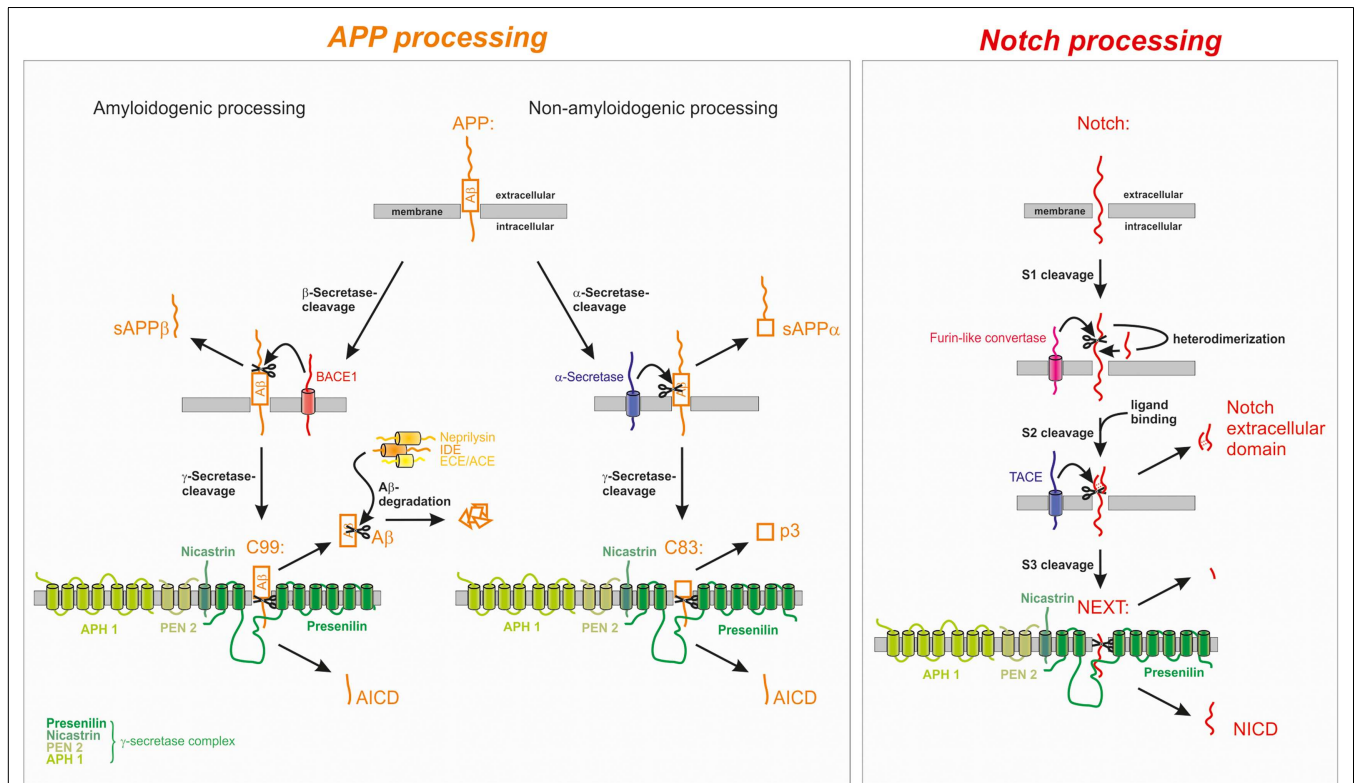 APP processing
Amyloidogenic processing
Non-amyloidogenic processing
APP:
Aβ
extracellular
membrane
intracellular
β-Secretase-
cleavage
α-Secretase-
cleavage
sAPPβ
Aβ
BACE1
α-Secretase
Aβ
sAPPα
γ-Secretase-
cleavage
Neprilysin
IDE
ECE/ACE
Aβ-
degradation
Aβ
Aβ
γ-Secretase-
cleavage
C99:
Nicastrin
Aβ
APH 1
PEN 2
Presenilin
AICD
C83:
p3
Nicastrin
APH 1
PEN 2
Presenilin
AICD
Presenilin
Nicastrin
PEN 2
APH 1
γ-secretase complex
Notch processing
Notch:
extracellular
membrane
intracellular
S1 cleavage
Furin-like convertase
heterodimerization
ligand
binding
S2 cleavage
Notch
extracellular
domain
TACE
S3 cleavage
Nicastrin
NEXT:
APH 1
PEN 2
Presenilin
NICD